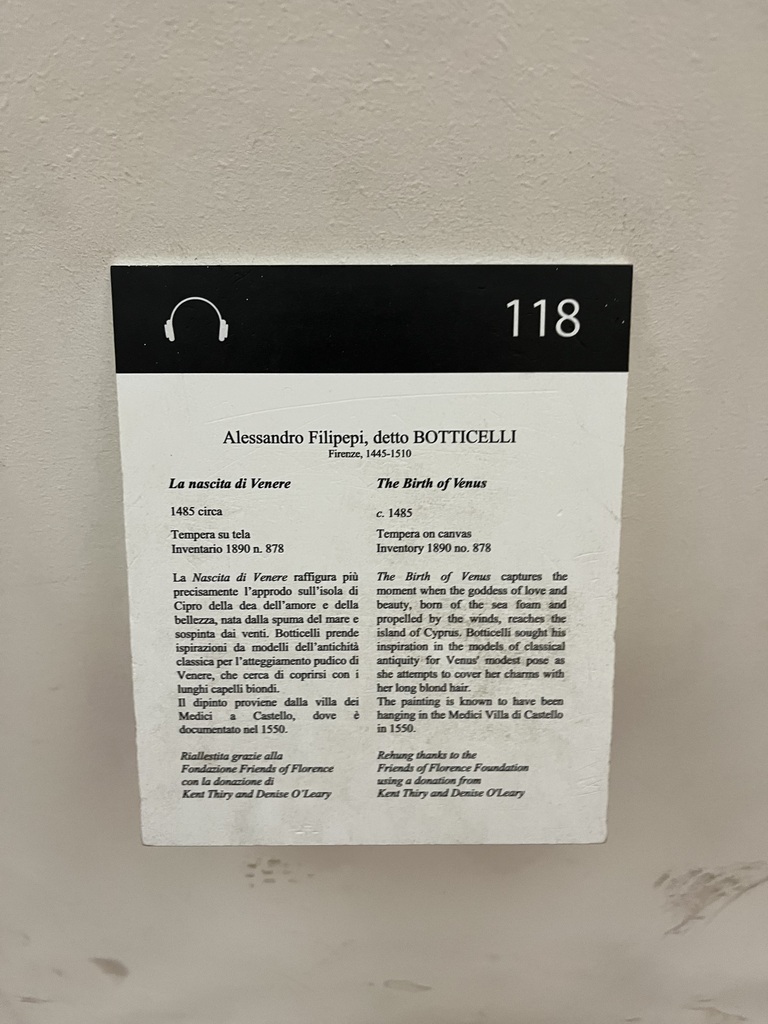 118
Alessandro Filipepi, detto BOTTICELLI
Firenze, 1445-1510
La nascita di Venere
1485 circa
Tempera su tela
Inventario 1890 n. 878
La Nascita di Venere raffigura più
precisamente l'approdo sull'isola di
Cipro della dea dell'amore e della
bellezza, nata dalla spuma del mare e
sospinta dai venti. Botticelli prende
ispirazioni da modelli dell'antichità
classica per l'atteggiamento pudico di
Venere, che cerca di coprirsi con i
lunghi capelli biondi.
Il dipinto proviene dalla villa dei
Medici a Castello, dove è
documentato nel 1550.
Riallestita grazie alla
Fondazione Friends of Florence
con la donazione di
Kent Thiry and Denise O'Leary
The Birth of Venus
c. 1485
Tempera on canvas
Inventory 1890 no. 878
The Birth of Venus captures the
moment when the goddess of love and
beauty, born of the sea foam and
propelled by the winds, reaches the
island of Cyprus. Botticelli sought his
inspiration in the models of classical
antiquity for Venus' modest pose as
she attempts to cover her charms with
her long blond hair.
The painting is known to have been
hanging in the Medici Villa di Castello
in 1550.
Rehung thanks to the
Friends of Florence Foundation
using a donation from
Kent Thiry and Denise O'Leary